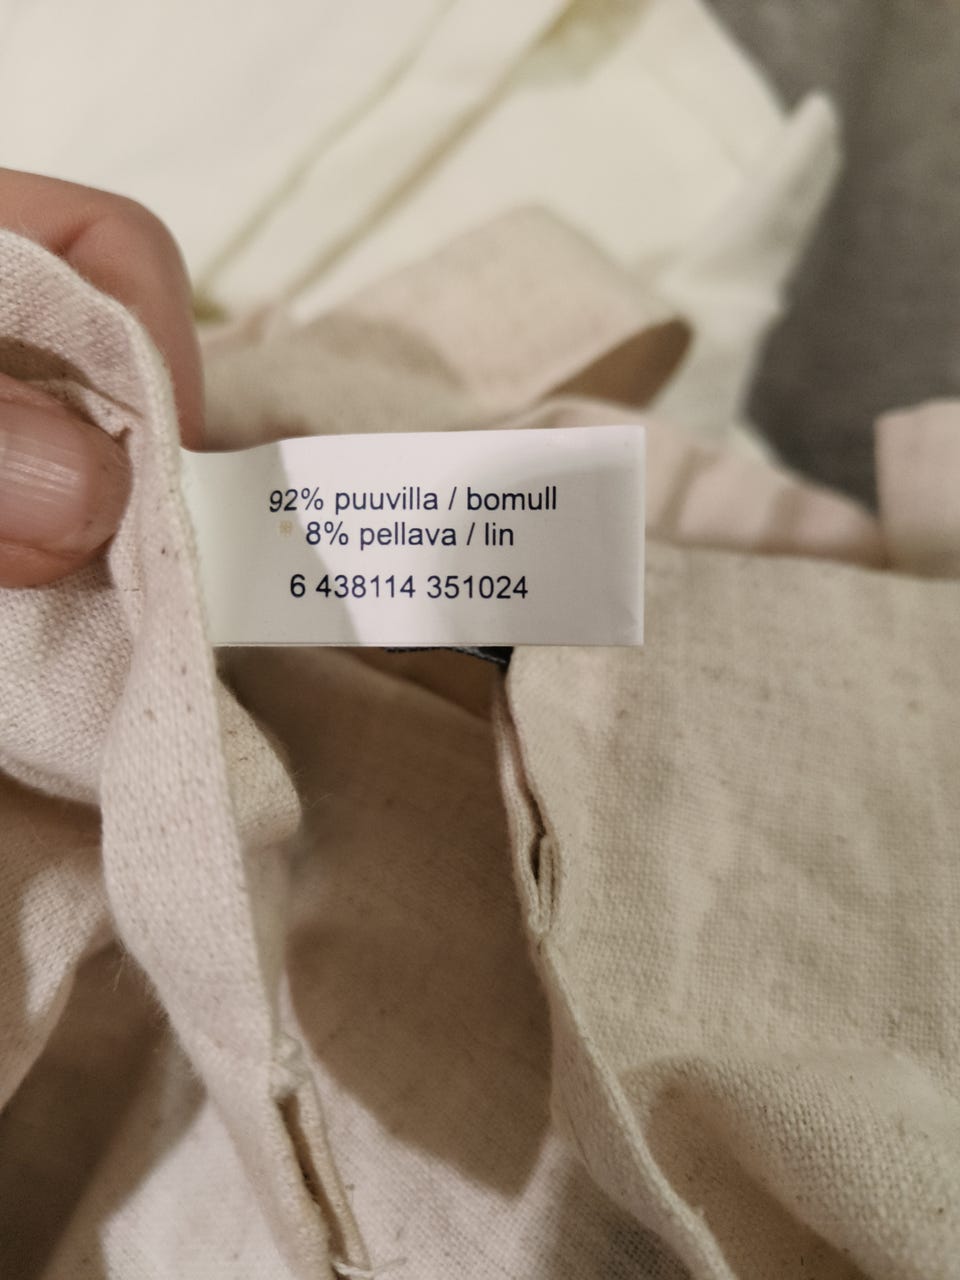 92% puuvilla / bomull
8% pellava / lin
6 438114 351024